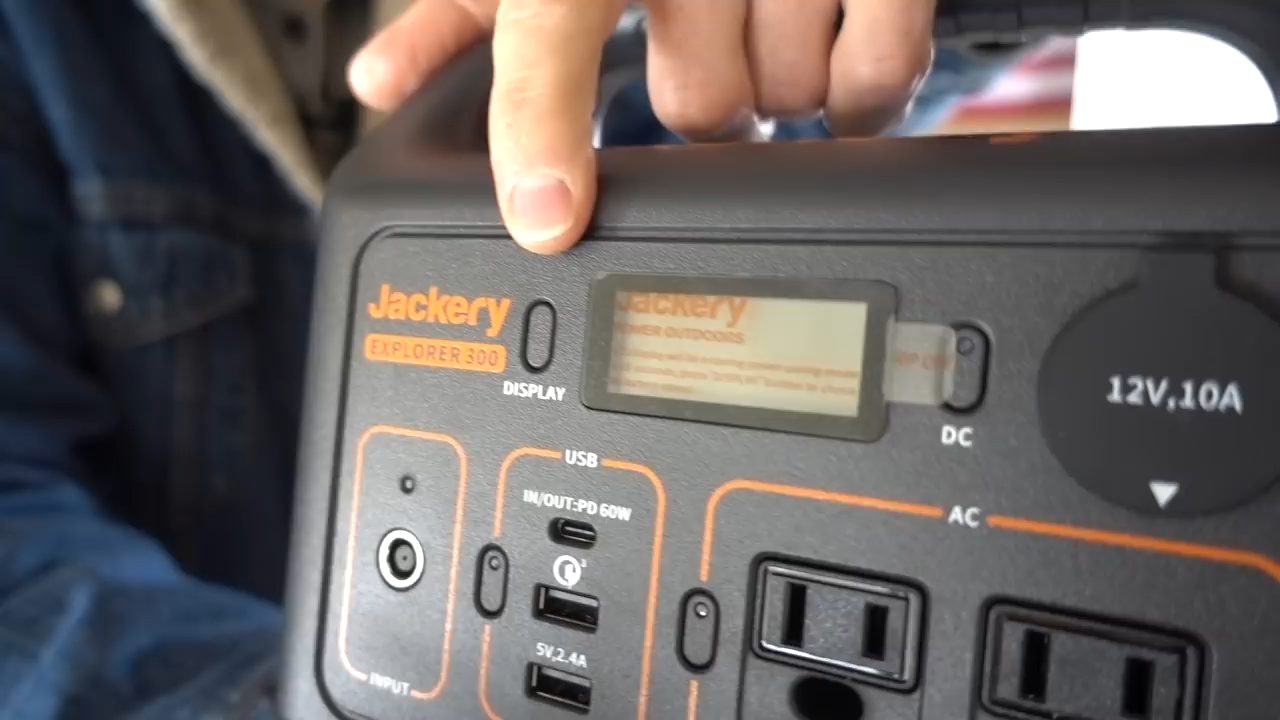 Jackery
EXPLORER 300
DISPLAY
Jackery
POWER OUTDOORS
DC
12V,10A
USB
IN/OUT:PD 60W
3
5V,2.4A
INPUT
AC